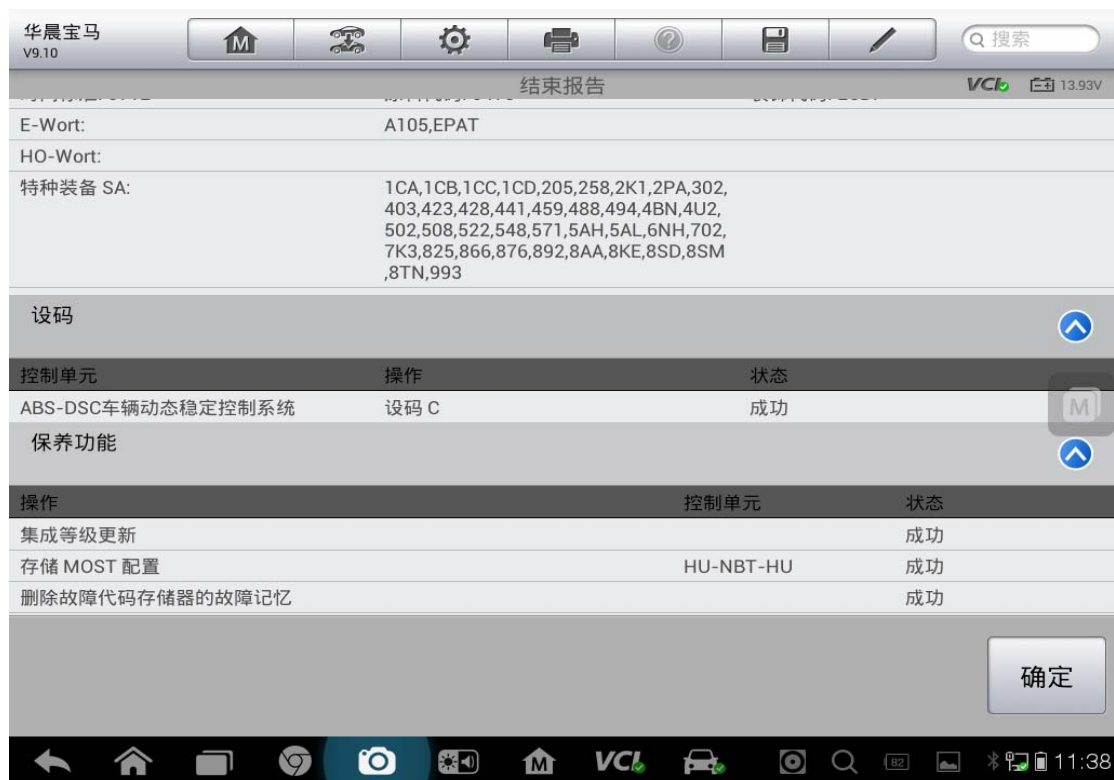 华晨宝马
V9.10
M
搜索
结束报告
VCI
13.93V
E-Wort:
A105,EPAT
HO-Wort:
特种装备 SA:
1CA,1CB,1CC,1CD,205,258,2K1,2PA,302,
403,423,428,441,459,488,494,4BN,4U2,
502,508,522,548,571,5AH,5AL,6NH,702,
7K3,825,866,876,892,8AA,8KE,8SD,8SM
,8TN,993
设码
控制单元 操作 状态
ABS-DSC车辆动态稳定控制系统 设码 C 成功
M
保养功能
操作 控制单元 状态
集成等级更新 成功
存储 MOST 配置 HU-NBT-HU 成功
删除故障代码存储器的故障记忆 成功
确定
M
VCI
82
11:38